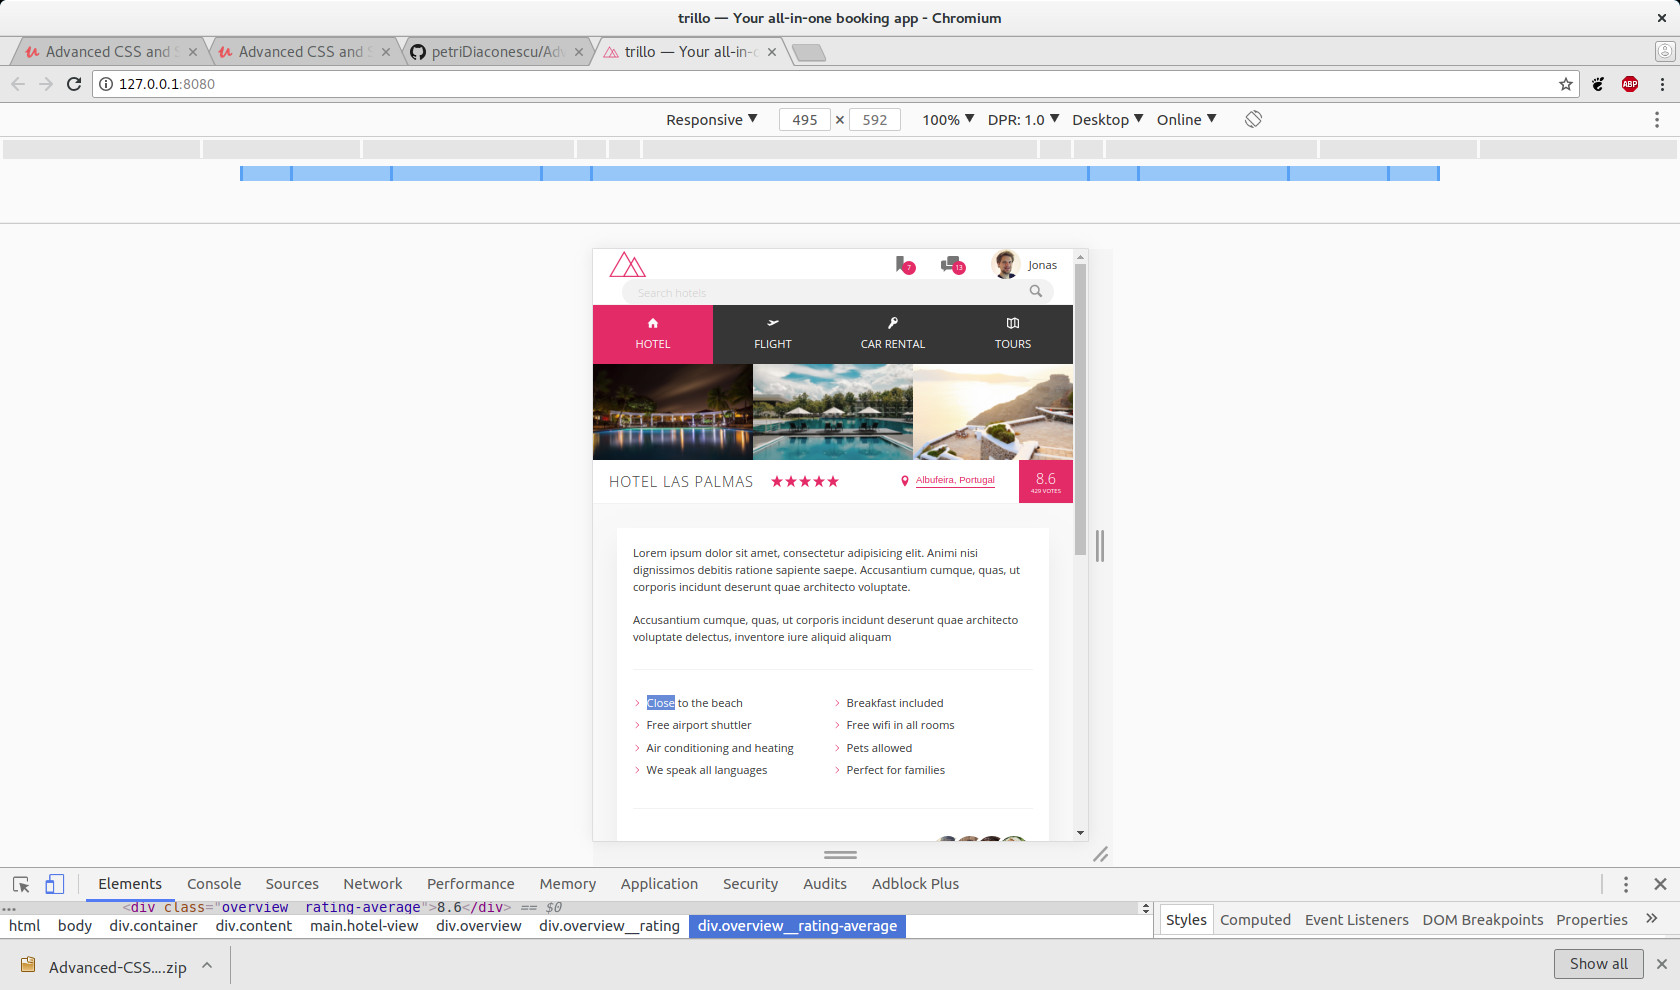 trillo — Your all-in-one booking app - Chromium
Advanced CSS and
Advanced CSS and
petriDiaconescu/Adv
trillo — Your all-in-o
127.0.0.1:8080
ABP
Responsive ▼ 495 × 592 100% ▼ DPR: 1.0 ▼ Desktop ▼ Online ▼
7 13 Jonas
Search hotels
HOTEL FLIGHT CAR RENTAL TOURS
HOTEL LAS PALMAS Albufeira, Portugal 8.6
429 VOTES
Lorem ipsum dolor sit amet, consectetur adipisicing elit. Animi nisi
dignissimos debitis ratione sapiente saepe. Accusantium cumque, quas, ut
corporis incidunt deserunt quae architecto voluptate.
Accusantium cumque, quas, ut corporis incidunt deserunt quae architecto
voluptate delectus, inventore iure aliquid aliquam
Close to the beach Breakfast included
Free airport shuttler Free wifi in all rooms
Air conditioning and heating Pets allowed
We speak all languages Perfect for families
Elements Console Sources Network Performance Memory Application Security Audits Adblock Plus
... <div class="overview__rating-average">8.6</div> == $0
html body div.container div.content main.hotel-view div.overview div.overview__rating div.overview__rating-average
Styles Computed Event Listeners DOM Breakpoints Properties »
Advanced-CSS....zip Show all